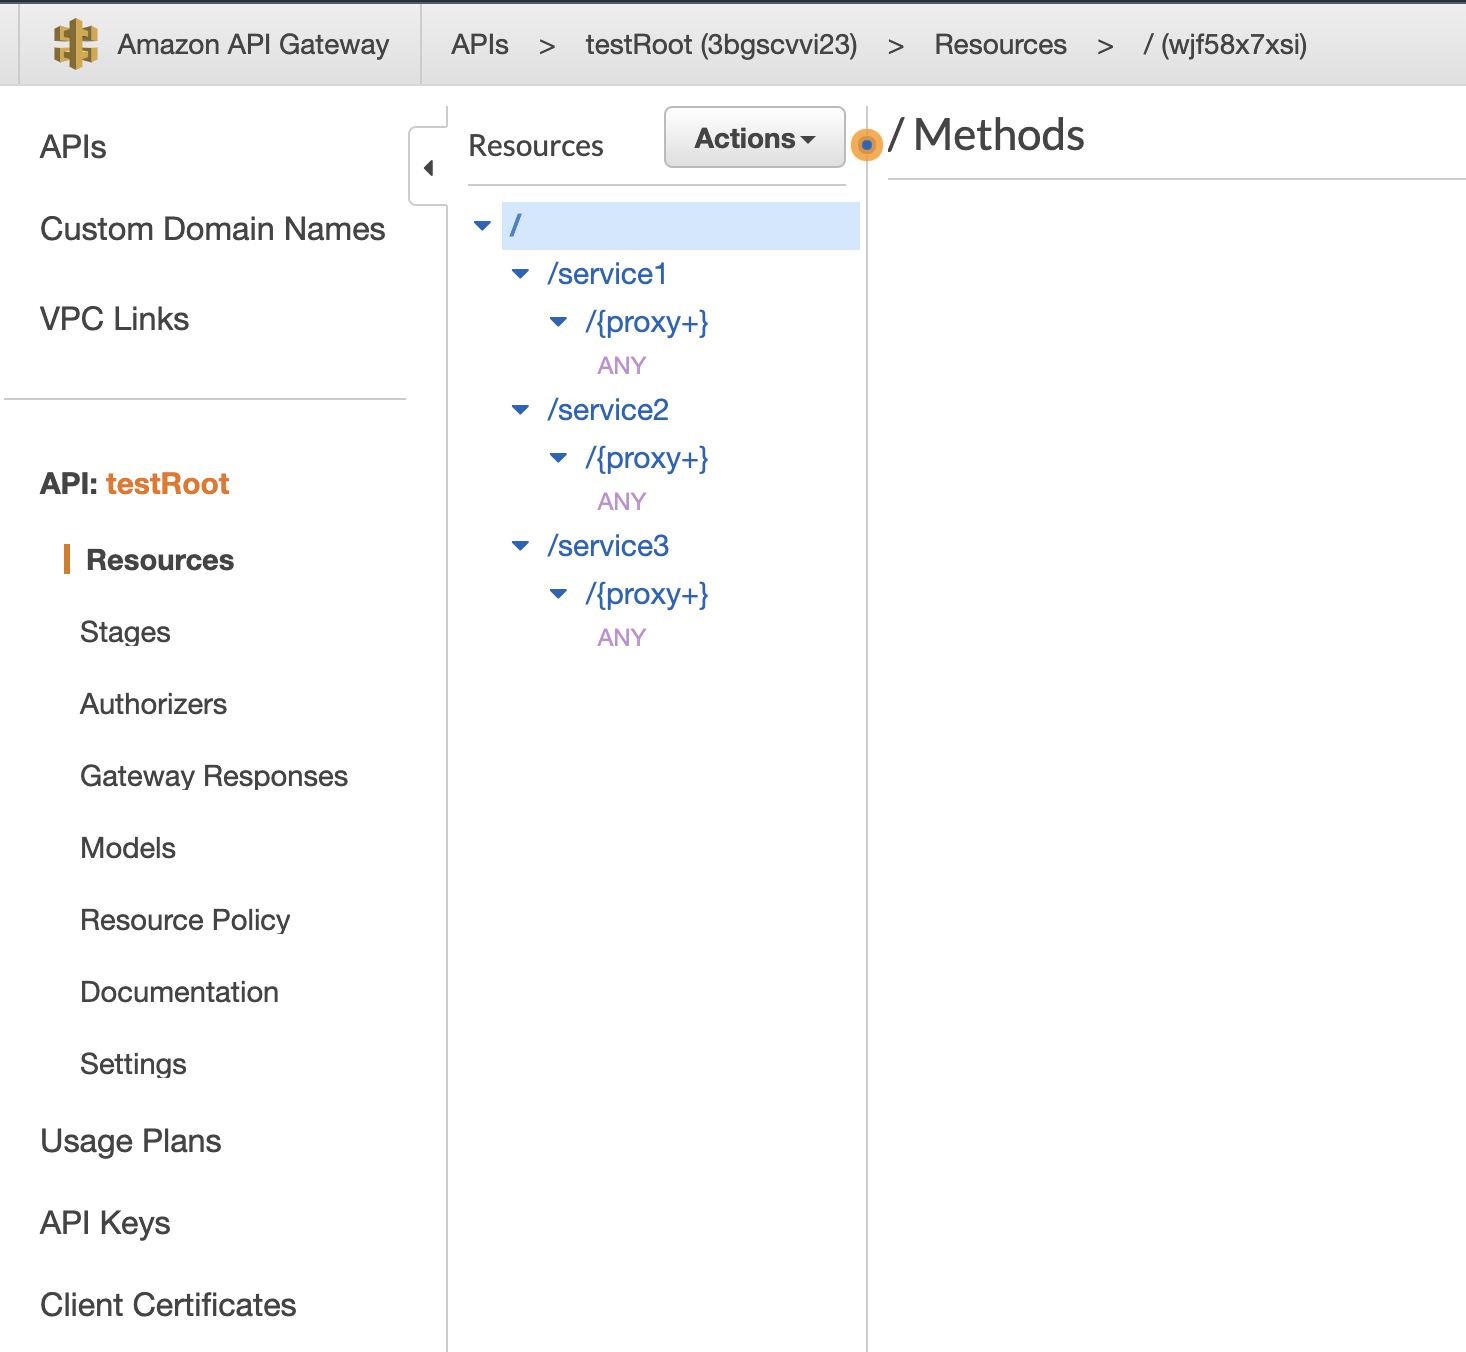 Amazon API Gateway
APIs > testRoot (3bgscvvi23) > Resources > / (wjf58x7xsi)
APIs
Custom Domain Names
VPC Links
API: testRoot
Resources
Stages
Authorizers
Gateway Responses
Models
Resource Policy
Documentation
Settings
Usage Plans
API Keys
Client Certificates
Resources
Actions
/
/service1
/{proxy+}
ANY
/service2
/{proxy+}
ANY
/service3
/{proxy+}
ANY
/ Methods